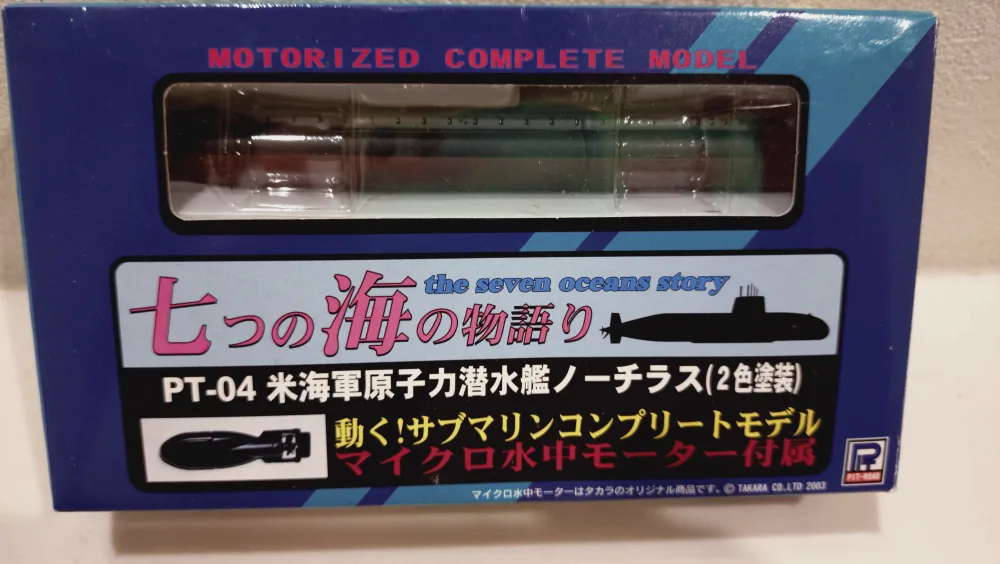 MOTORIZED COMPLETE MODEL
the seven oceans story
七つの海の物語り
PT-04 米海軍原子力潜水艦ノーチラス(2色塗装)
動く!サブマリンコンプリートモデル
マイクロ水中モーター付属
マイクロ水中モーターはタカラのオリジナル商品です。© TAKARA CO.LTD 2003
PIT-ROAD